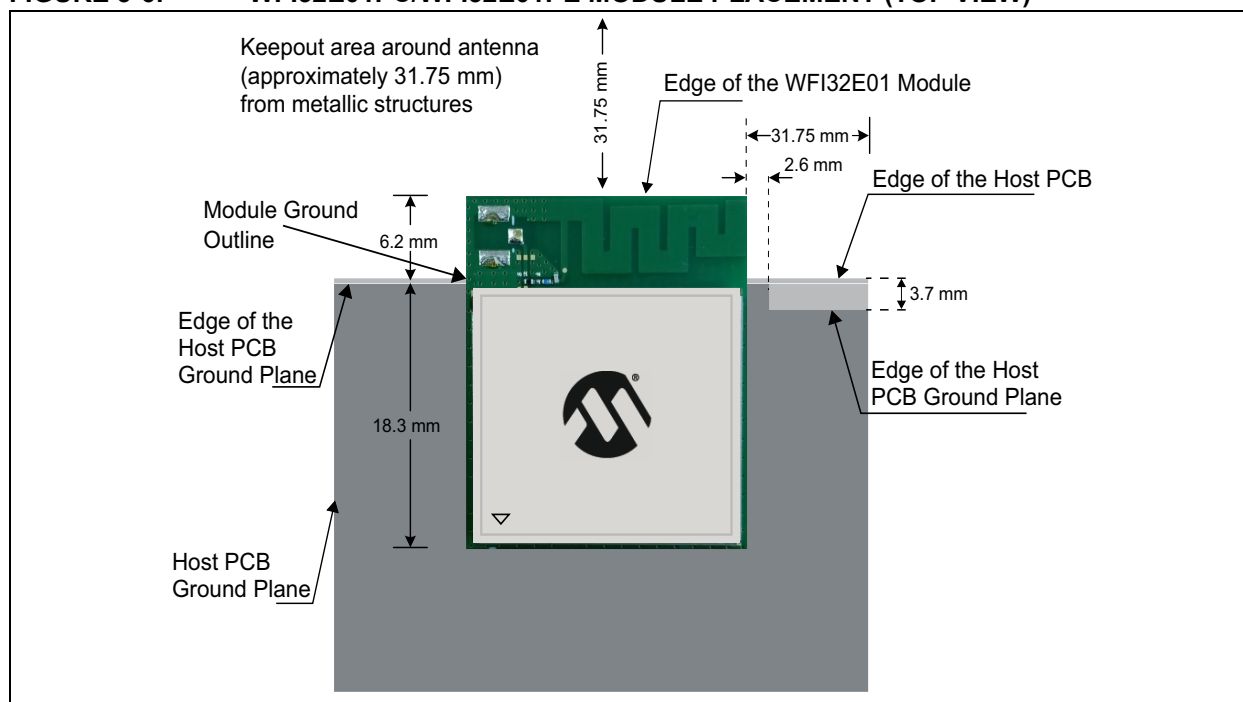 Keepout area around antenna
(approximately 31.75 mm)
from metallic structures
31.75 mm
Edge of the WFI32E01 Module
31.75 mm
2.6 mm
Edge of the Host PCB
Module Ground
Outline
6.2 mm
3.7 mm
Edge of the
Host PCB
Ground Plane
Edge of the Host
PCB Ground Plane
18.3 mm
®
Host PCB
Ground Plane